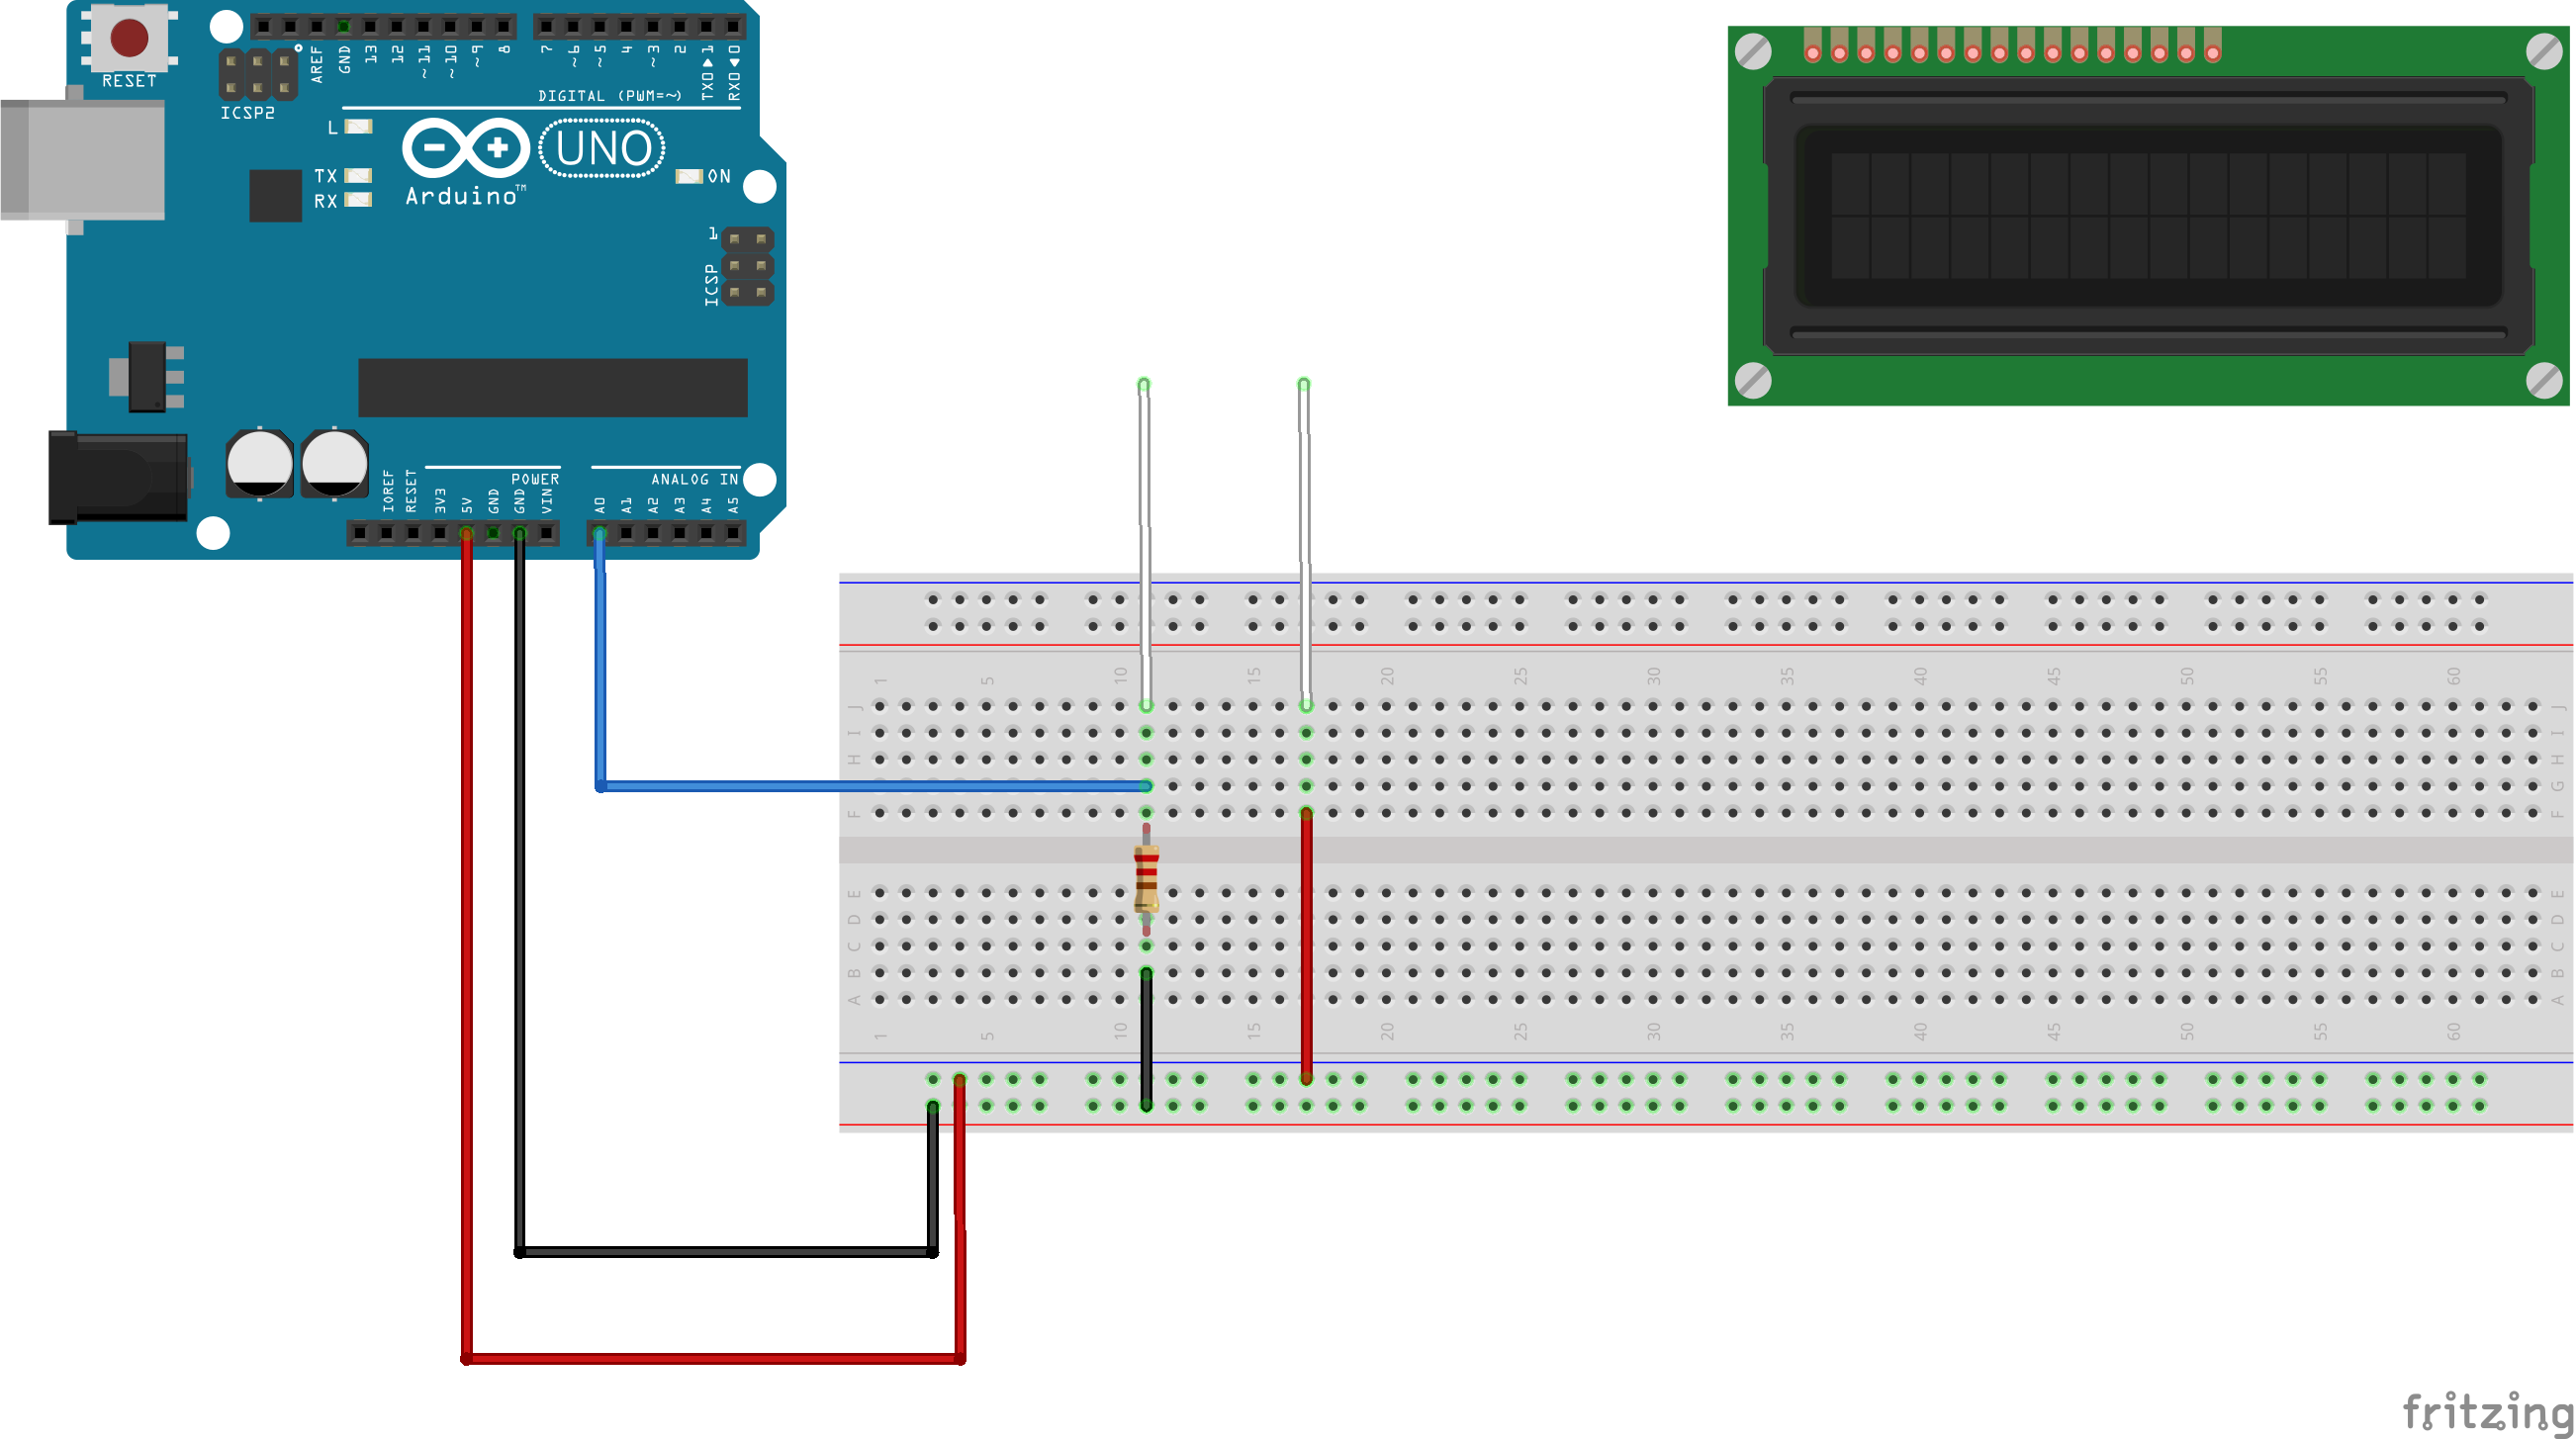 RESET
ICSP2
AREF
GND
13
12
~11
~10
~9
8
7
~6
~5
4
~3
2
TX0▶1
RX0◀0
DIGITAL (PWM=~)
L
TX
RX
UNO
Arduino™
ON
1
ICSP
IOREF
RESET
3V3
5V
GND
GND
VIN
POWER
A0
A1
A2
A3
A4
A5
ANALOG IN
1 5 10 15 20 25 30 35 40 45 50 55 60
J J
I I
H H
G
F F
E E
D D
C C
B B
A A
1 5 10 15 20 25 30 35 40 45 50 55 60
fritzing